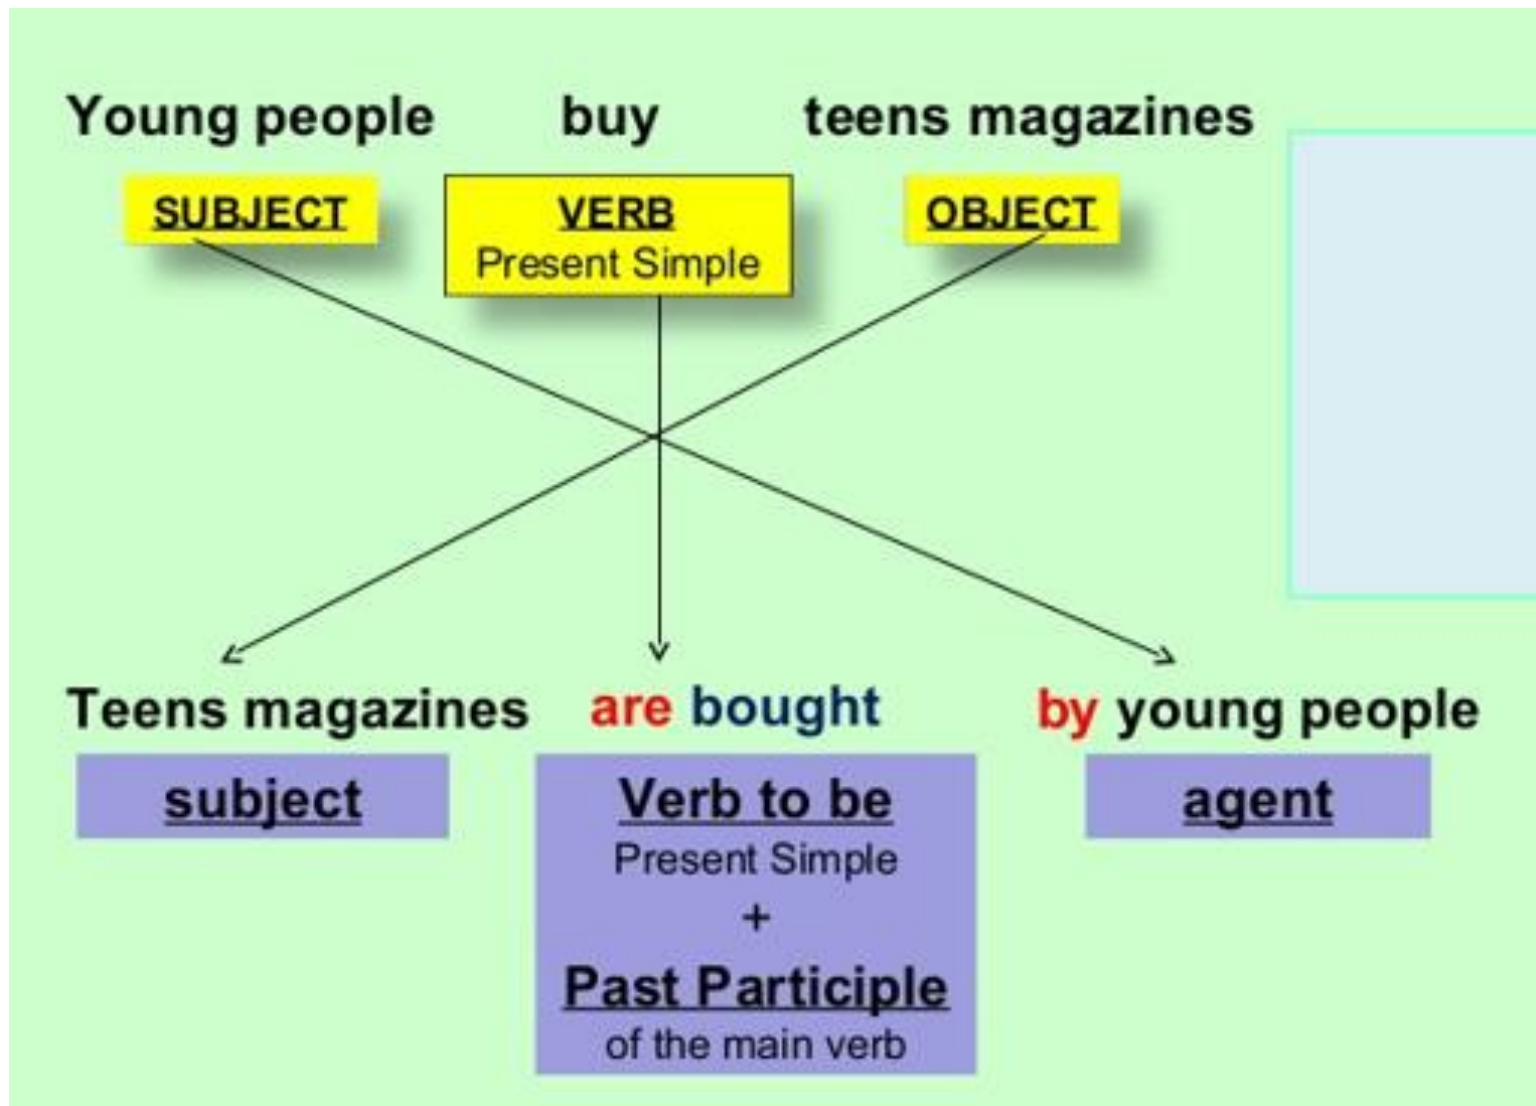 Young people buy teens magazines
SUBJECT VERB OBJECT
Present Simple
Teens magazines are bought by young people
subject Verb to be agent
Present Simple
+
Past Participle
of the main verb